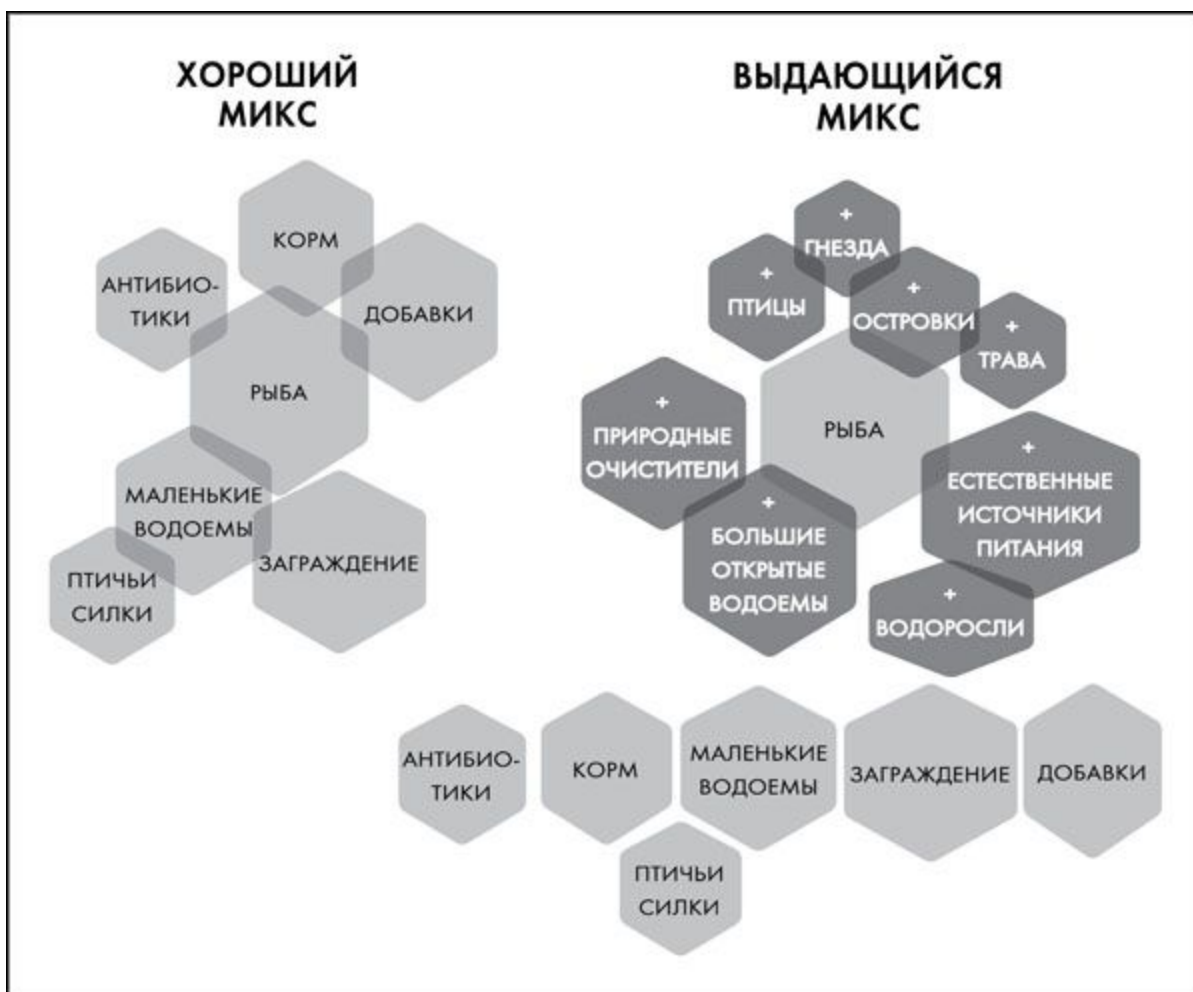 ХОРОШИЙ
МИКС
КОРМ
АНТИБИО-
ТИКИ
ДОБАВКИ
РЫБА
МАЛЕНЬКИЕ
ВОДОЕМЫ
ЗАГРАЖДЕНИЕ
ПТИЧЬИ
СИЛКИ
ВЫДАЮЩИЙСЯ
МИКС
+
ГНЕЗДА
+
ПТИЦЫ
+
ОСТРОВКИ
+
ТРАВА
РЫБА
+
ПРИРОДНЫЕ
ОЧИСТИТЕЛИ
+
ЕСТЕСТВЕННЫЕ
ИСТОЧНИКИ
ПИТАНИЯ
+
БОЛЬШИЕ
ОТКРЫТЫЕ
ВОДОЕМЫ
+
ВОДОРОСЛИ
АНТИБИО-
ТИКИ
КОРМ
МАЛЕНЬКИЕ
ВОДОЕМЫ
ЗАГРАЖДЕНИЕ
ДОБАВКИ
ПТИЧЬИ
СИЛКИ